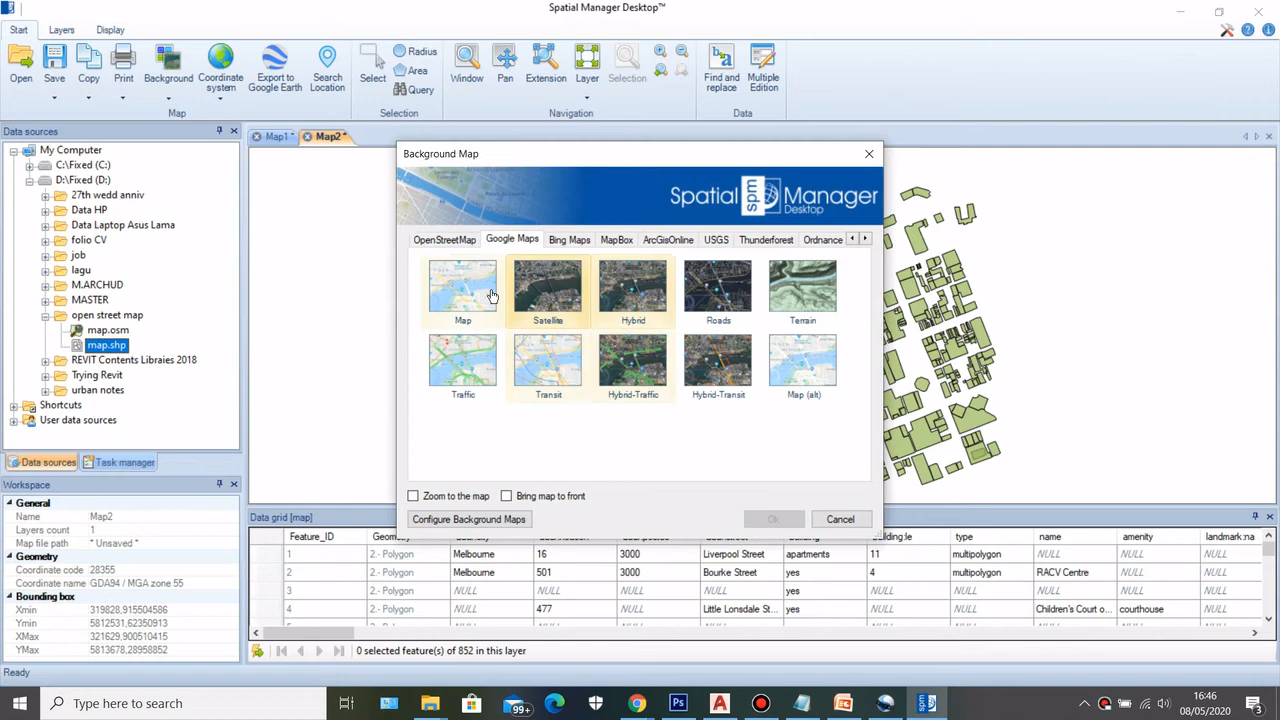 Spatial Manager Desktop™
Start Layers Display
Open Save Copy Print Background Coordinate system Export to Google Earth Search Location
Map
Select Radius Area Query
Selection
Window Pan Extension Layer Selection
Navigation
Find and replace Multiple Edition
Data
Data sources
My Computer
C:\Fixed (C:)
D:\Fixed (D:)
27th wedd anniv
Data HP
Data Laptop Asus Lama
folio CV
job
lagu
M.ARCHUD
MASTER
open street map
map.osm
map.shp
REVIT Contents Libraies 2018
Trying Revit
urban notes
Shortcuts
User data sources
Data sources Task manager
Workspace
General
Name Map2
Layers count 1
Map file path * Unsaved *
Geometry
Coordinate code 28355
Coordinate name GDA94 / MGA zone 55
Bounding box
Xmin 319828,915504586
Ymin 5812531,62350913
XMax 321629,900510415
YMax 5813678,28958852
Map1 * Map2 *
Background Map
Spatial spm Manager
Desktop
OpenStreetMap Google Maps Bing Maps MapBox ArcGisOnline USGS Thunderforest Ordnance
Map Satellite Hybrid Roads Terrain
Traffic Transit Hybrid-Traffic Hybrid-Transit Map (alt)
Zoom to the map Bring map to front
Configure Background Maps Ok Cancel
Data grid [map]
Feature_ID Geometry building:le type name amenity landmark:na
1 2.- Polygon Melbourne 16 3000 Liverpool Street apartments 11 multipolygon NULL NULL NULL
2 2.- Polygon Melbourne 501 3000 Bourke Street yes 4 multipolygon RACV Centre NULL NULL
3 2.- Polygon NULL NULL NULL NULL yes NULL NULL NULL NULL NULL
4 2.- Polygon NULL 477 NULL Little Lonsdale St... yes NULL NULL Children's Court o... courthouse NULL
0 selected feature(s) of 852 in this layer
Ready
Type here to search
99+
16:46
08/05/2020
3